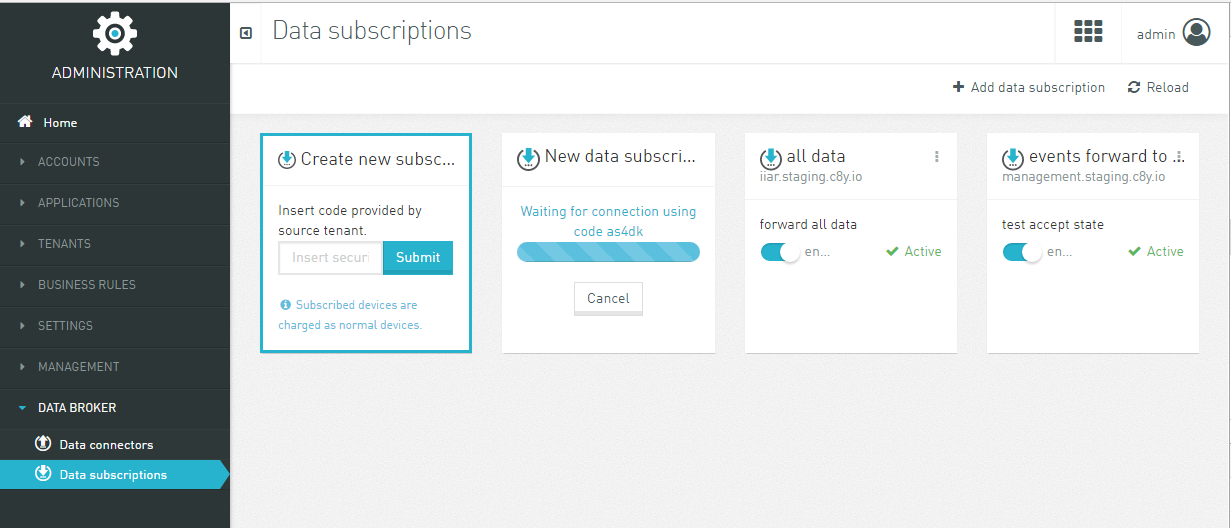 ADMINISTRATION
Home
ACCOUNTS
APPLICATIONS
TENANTS
BUSINESS RULES
SETTINGS
MANAGEMENT
DATA BROKER
Data connectors
Data subscriptions
Data subscriptions
admin
Add data subscription
Reload
Create new subsc...
Insert code provided by
source tenant.
Insert securi
Submit
Subscribed devices are
charged as normal devices.
New data subscri...
Waiting for connection using
code as4dk
Cancel
all data
iiar.staging.c8y.io
forward all data
en...
Active
events forward to ...
management.staging.c8y.io
test accept state
en...
Active